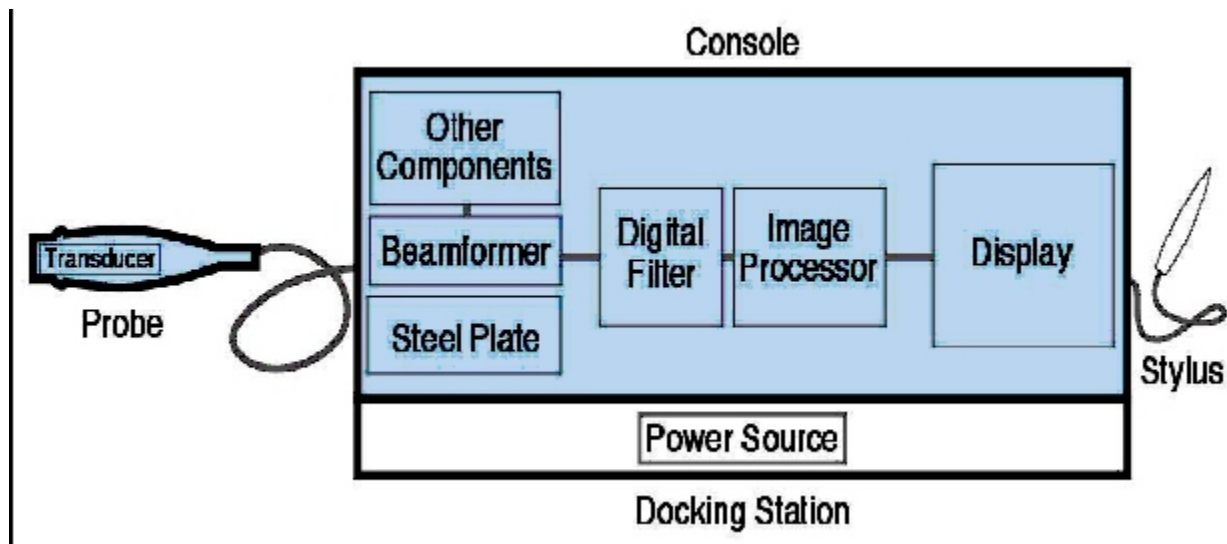 Console
Other
Components
Transducer
Probe
Beamformer
Steel Plate
Digital
Filter
Image
Processor
Display
Stylus
Power Source
Docking Station